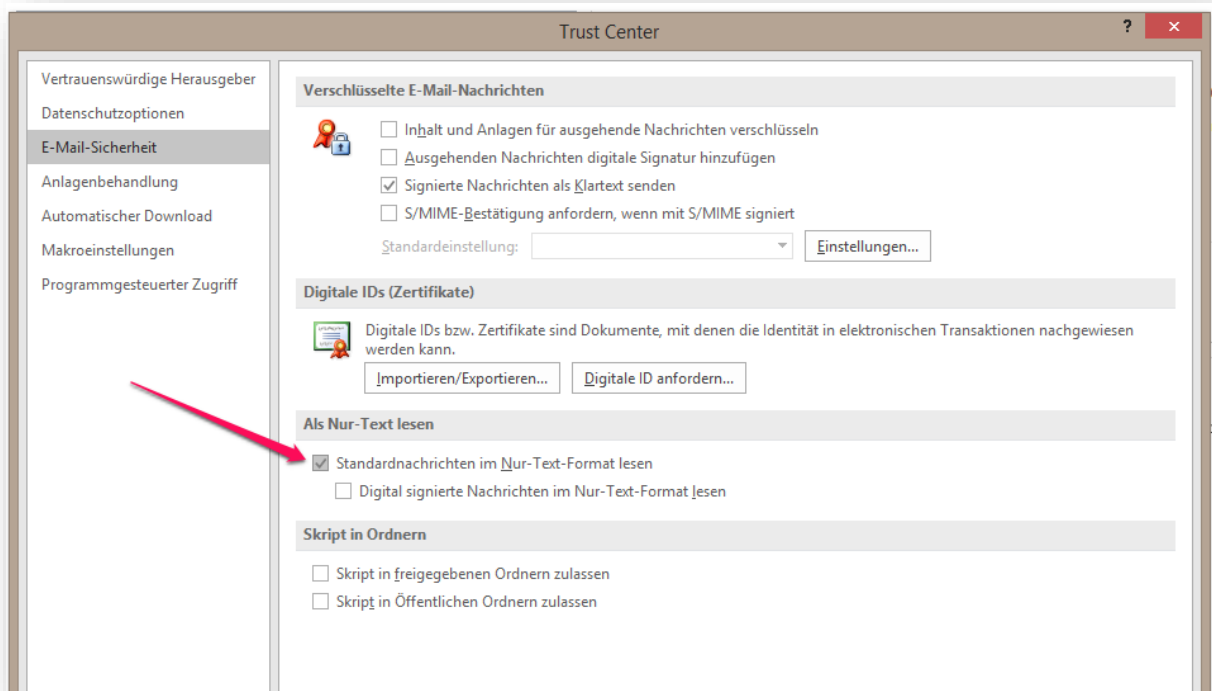 Trust Center
?
Vertrauenswürdige Herausgeber
Datenschutzoptionen
E-Mail-Sicherheit
Anlagenbehandlung
Automatischer Download
Makroeinstellungen
Programmgesteuerter Zugriff
Verschlüsselte E-Mail-Nachrichten
Inhalt und Anlagen für ausgehende Nachrichten verschlüsseln
Ausgehenden Nachrichten digitale Signatur hinzufügen
Signierte Nachrichten als Klartext senden
S/MIME-Bestätigung anfordern, wenn mit S/MIME signiert
Standardeinstellung:
Einstellungen...
Digitale IDs (Zertifikate)
Digitale IDs bzw. Zertifikate sind Dokumente, mit denen die Identität in elektronischen Transaktionen nachgewiesen
werden kann.
Importieren/Exportieren...
Digitale ID anfordern...
Als Nur-Text lesen
Standardnachrichten im Nur-Text-Format lesen
Digital signierte Nachrichten im Nur-Text-Format lesen
Skript in Ordnern
Skript in freigegebenen Ordnern zulassen
Skript in Öffentlichen Ordnern zulassen